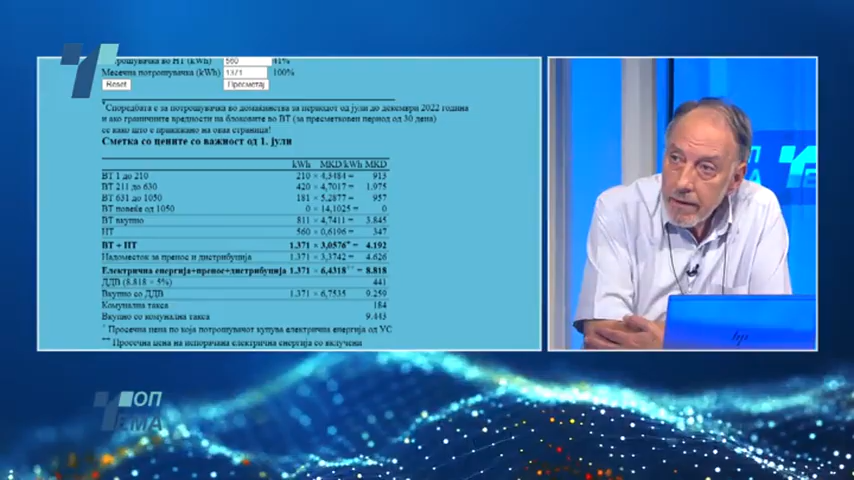 трошувачка во НТ (kWh) 560 41%
Месечна потрошувачка (kWh) 1371 100%
Reset Пресметај
*Споредбата е за потрошувачка во домаќинства за периодот од јули до декември 2022 година
и ако граничните вредности на блоковите во ВТ (за пресметковен период од 30 дена)
се како што е прикажано на оваа страница!
Сметка со цените со важност од 1. јули
kWh MKD/kWh MKD
ВТ 1 до 210 210 × 4,3484 = 913
ВТ 211 до 630 420 × 4,7017 = 1.975
ВТ 631 до 1050 181 × 5,2877 = 957
ВТ повеќе од 1050 0 × 14,1025 = 0
ВТ вкупно 811 × 4,7411 = 3.845
НТ 560 × 0,6196 = 347
ВТ + НТ 1.371 × 3,0576* = 4.192
Надоместок за пренос и дистрибуција 1.371 × 3,3742 = 4.626
Електрична енергија+пренос+дистрибуција 1.371 × 6,4318** = 8.818
ДДВ (8.818 × 5%) 441
Вкупно со ДДВ 1.371 × 6,7535 9.259
Комунална такса 184
Вкупно со комунална такса 9.443
* Просечна цена по која потрошувачот купува електрична енергија од УС
** Просечна цена на испорачана електрична енергија со вклучени
ОП
МА
hp
ТОП
ТЕМА